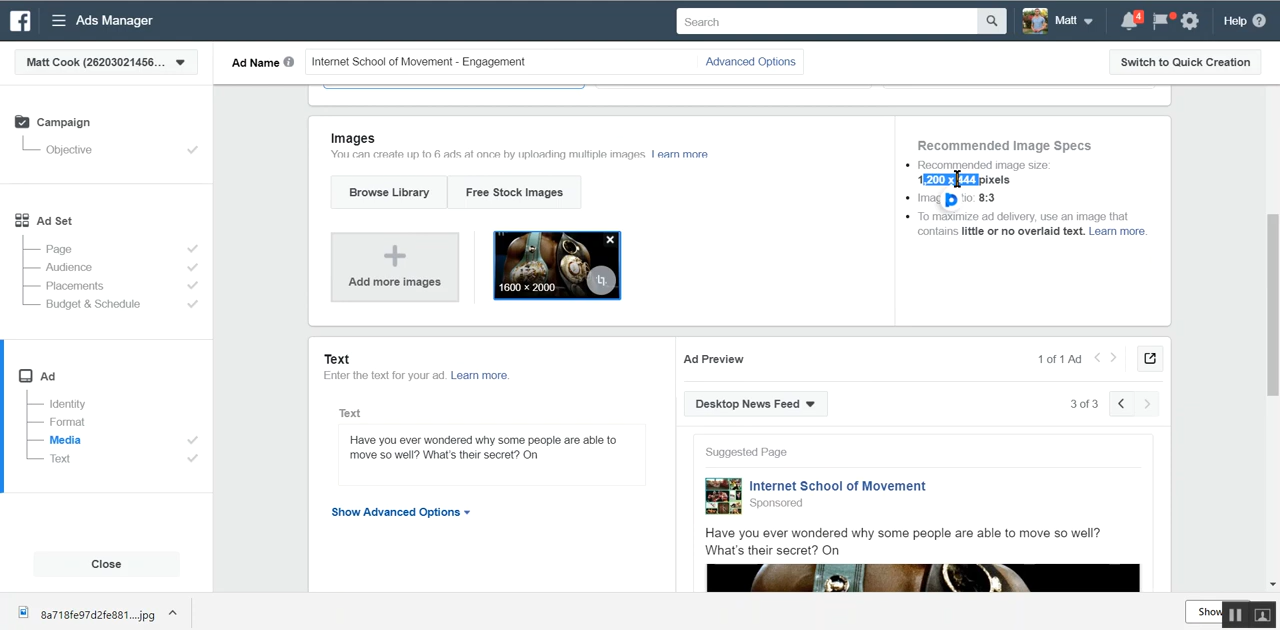 Ads Manager
Search
Matt
4
Help
Matt Cook (26203021456...
Ad Name
Internet School of Movement - Engagement
Advanced Options
Switch to Quick Creation
Campaign
Objective
Ad Set
Page
Audience
Placements
Budget & Schedule
Ad
Identity
Format
Media
Text
Close
Images
You can create up to 6 ads at once by uploading multiple images. Learn more
Browse Library
Free Stock Images
Add more images
1600 × 2000
Recommended Image Specs
Recommended image size:
1,200 x 444 pixels
8:3
To maximize ad delivery, use an image that
contains little or no overlaid text. Learn more.
Text
Enter the text for your ad. Learn more.
Text
Have you ever wondered why some people are able to
move so well? What's their secret? On
Show Advanced Options
Ad Preview
1 of 1 Ad
Desktop News Feed
3 of 3
Suggested Page
Internet School of Movement
Sponsored
Have you ever wondered why some people are able to move so well?
What's their secret? On
8a718fe97d2fe881....jpg
Show